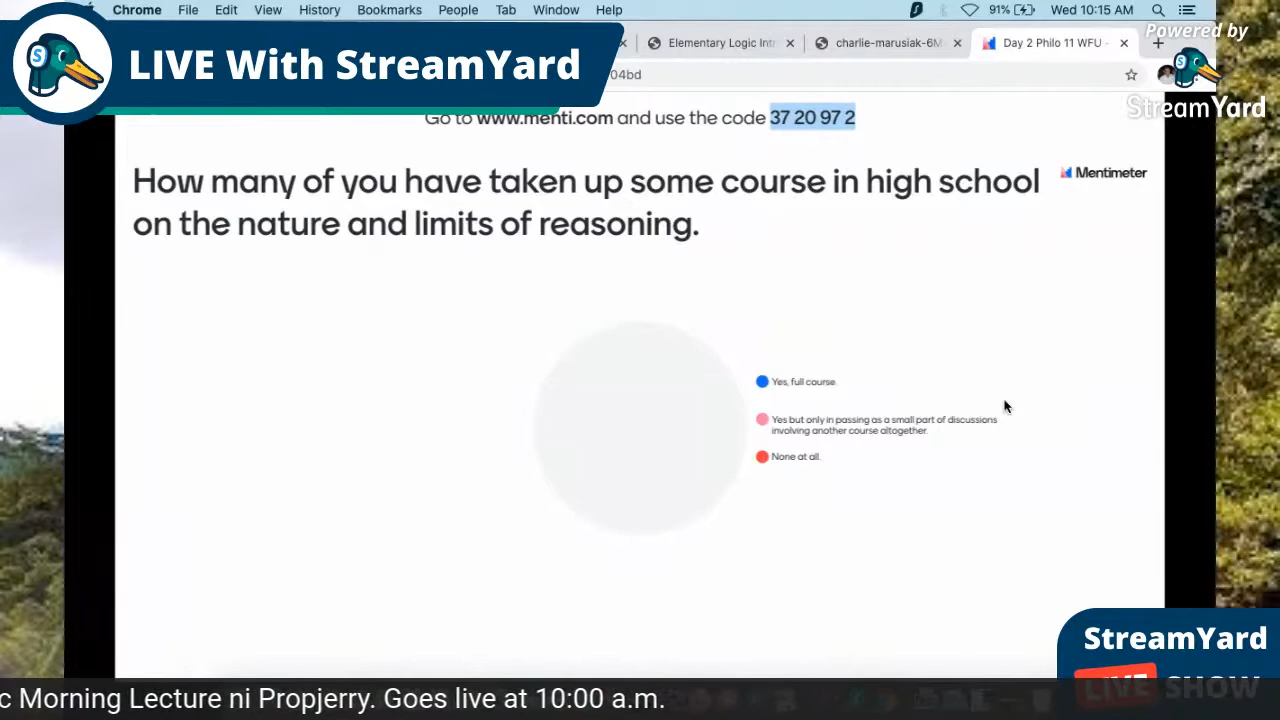 Chrome File Edit View History Bookmarks People Tab Window Help
91% Wed 10:15 AM
Powered by
StreamYard
S
LIVE With StreamYard
Elementary Logic Intr
charlie-marusiak-6M
Day 2 Philo 11 WFU -
04bd
Go to www.menti.com and use the code 37 20 97 2
How many of you have taken up some course in high school
on the nature and limits of reasoning.
Mentimeter
Yes, full course.
Yes but only in passing as a small part of discussions
involving another course altogether.
None at all.
StreamYard
LIVE SHOW
c Morning Lecture ni Propjerry. Goes live at 10:00 a.m.